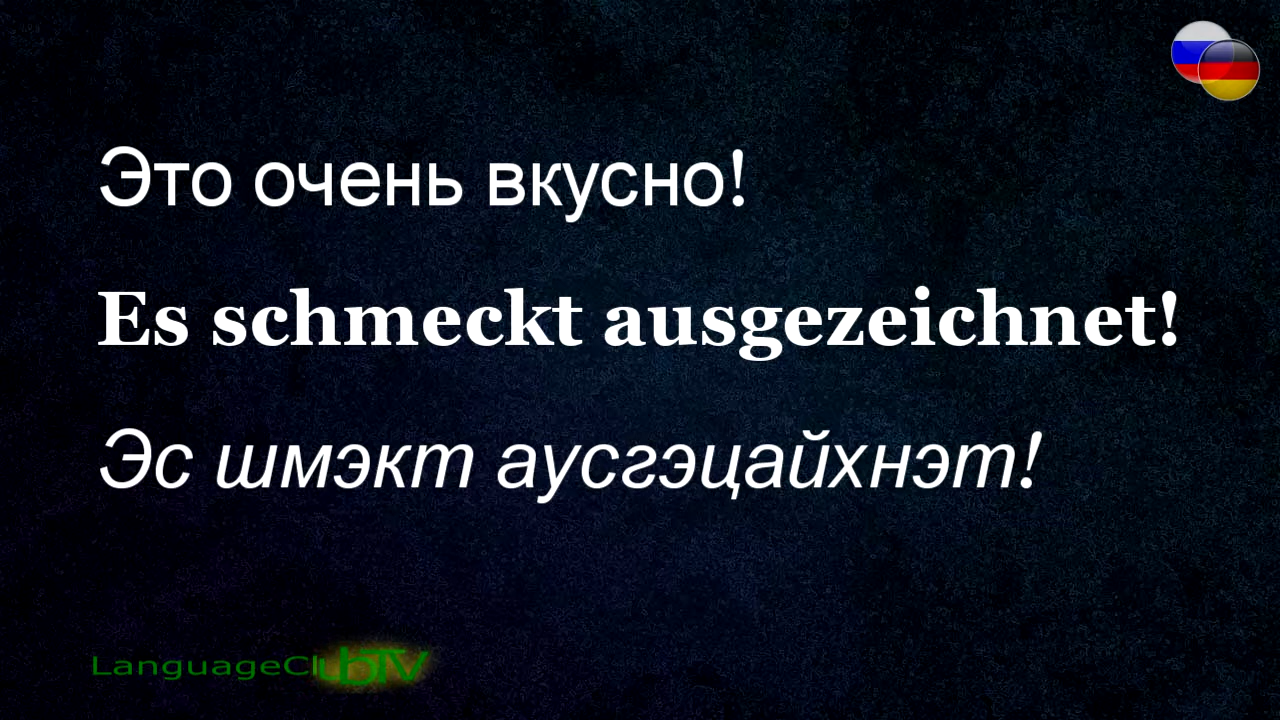 Это очень вкусно!
Es schmeckt ausgezeichnet!
Эс шмэкт аусгэцайхнэт!
LanguageClubTV